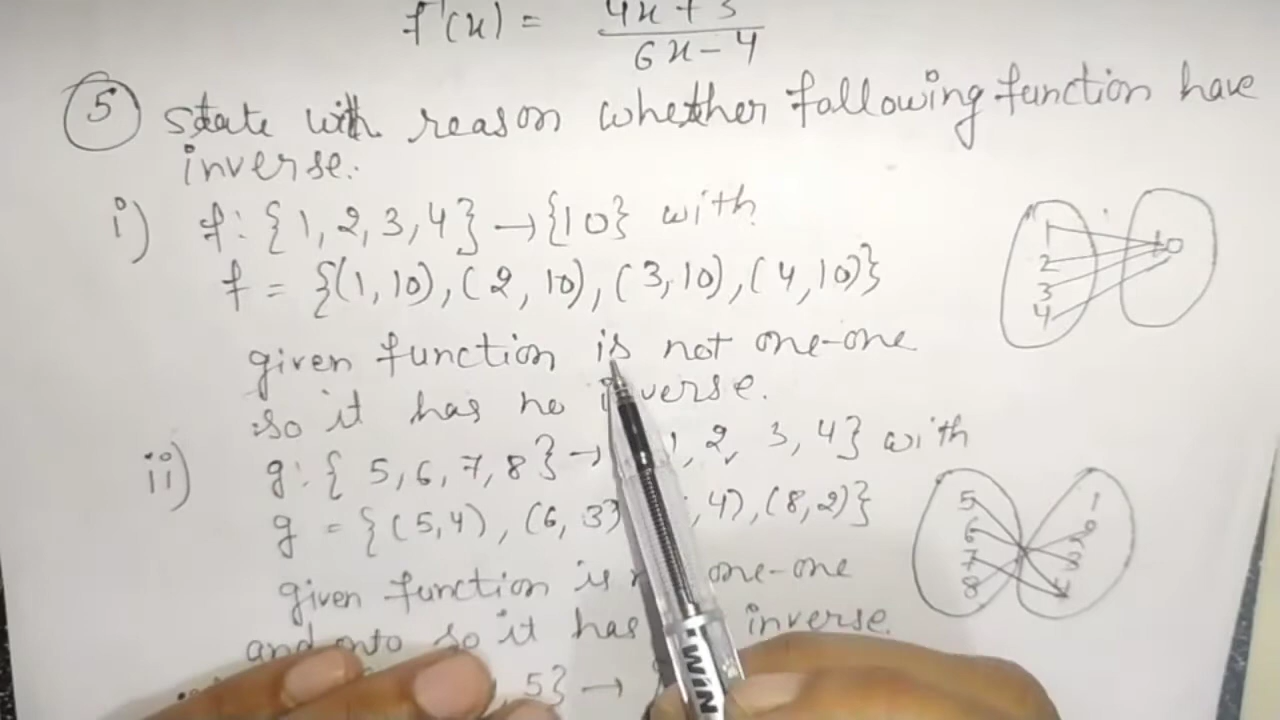 f'(x) = 4x + 3
6x - 4
5 state with reason whether following function have
inverse.
i) f: {1, 2, 3, 4} → {10} with
f = {(1, 10), (2, 10), (3, 10), (4, 10)}
given function is not one-one
so it has no inverse.
ii) g: { 5, 6, 7, 8 } → 1, 2, 3, 4} with
g = {(5,4), (6, 3) , 4), (8,2)}
given function is one-one
and onto so it has inverse.
, 5} →
1
2
3
4
10
5
6
7
8
1
2
3
4
TWIN